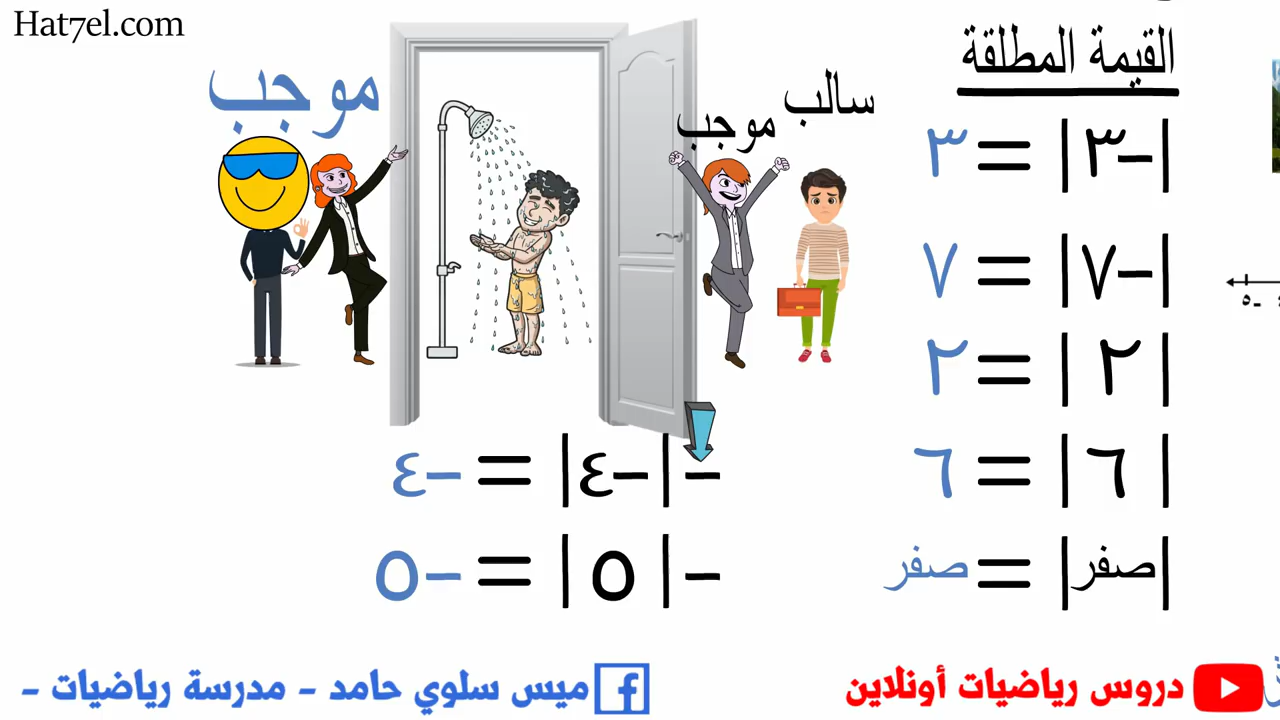 Hat7el.com
القيمة المطلقة
موجب
موجب
سالب
|-٣| = ٣
|-٧| = ٧
|٢| = ٢
|٦| = ٦
|صفر| = صفر
-|-٤| = -٤
-|٥| = -٥
دروس رياضيات أونلاين
ميس سلوي حامد - مدرسة رياضيات -
-٥